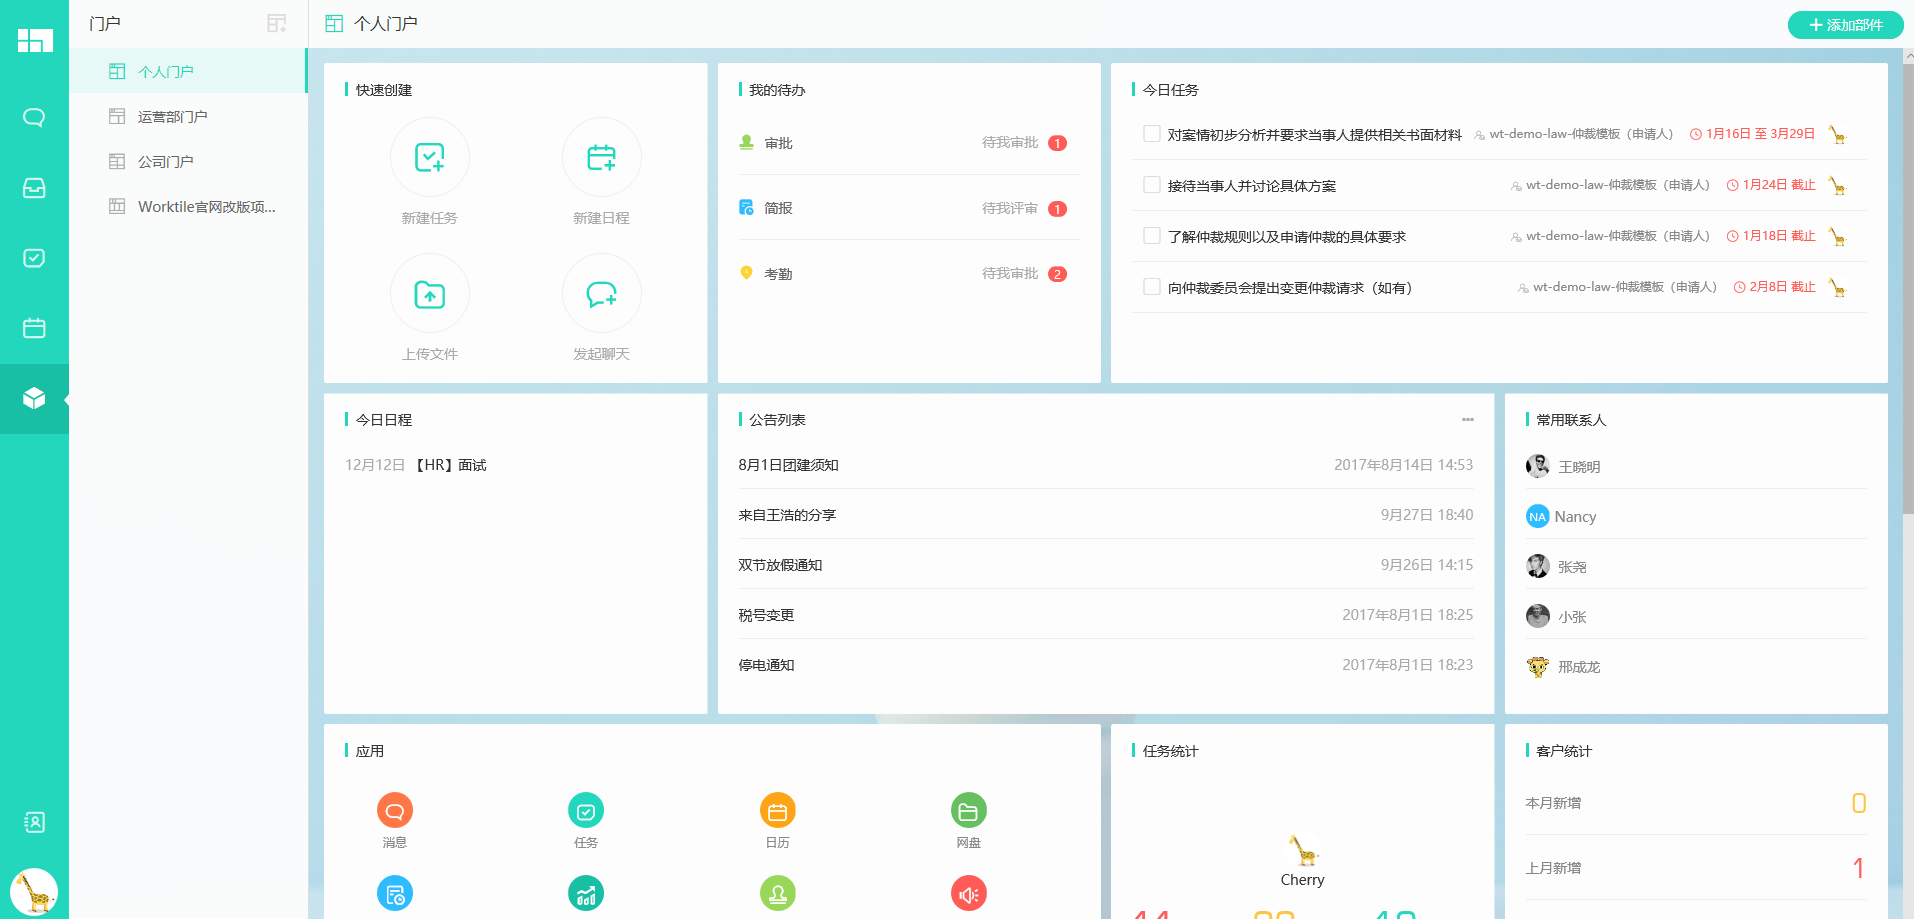 门户
个人门户
添加部件
个人门户
运营部门户
公司门户
Worktile官网改版项...
快速创建
新建任务
新建日程
上传文件
发起聊天
我的待办
审批 待我审批 1
简报 待我评审 1
考勤 待我审批 2
今日任务
对案情初步分析并要求当事人提供相关书面材料 wt-demo-law-仲裁模板（申请人） 1月16日 至 3月29日
接待当事人并讨论具体方案 wt-demo-law-仲裁模板（申请人） 1月24日 截止
了解仲裁规则以及申请仲裁的具体要求 wt-demo-law-仲裁模板（申请人） 1月18日 截止
向仲裁委员会提出变更仲裁请求（如有） wt-demo-law-仲裁模板（申请人） 2月8日 截止
今日日程
12月12日 【HR】面试
公告列表
8月1日团建须知 2017年8月14日 14:53
来自王浩的分享 9月27日 18:40
双节放假通知 9月26日 14:15
税号变更 2017年8月1日 18:25
停电通知 2017年8月1日 18:23
常用联系人
王晓明
NA Nancy
张尧
小张
邢成龙
应用
消息
任务
日历
网盘
任务统计
Cherry
客户统计
本月新增 0
上月新增 1